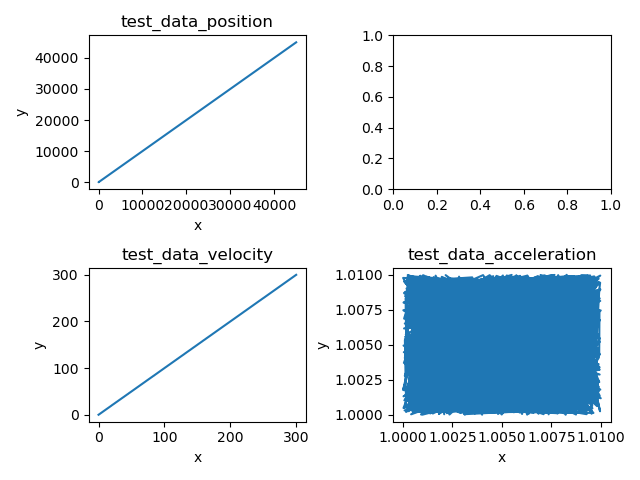 test_data_position
40000
30000
20000
10000
0
y
0 10000 20000 30000 40000
x
1.0
0.8
0.6
0.4
0.2
0.0
0.0 0.2 0.4 0.6 0.8 1.0
test_data_velocity
300
200
100
0
y
0 100 200 300
x
test_data_acceleration
1.0100
1.0075
1.0050
1.0025
1.0000
y
1.0000 1.0025 1.0050 1.0075 1.0100
x